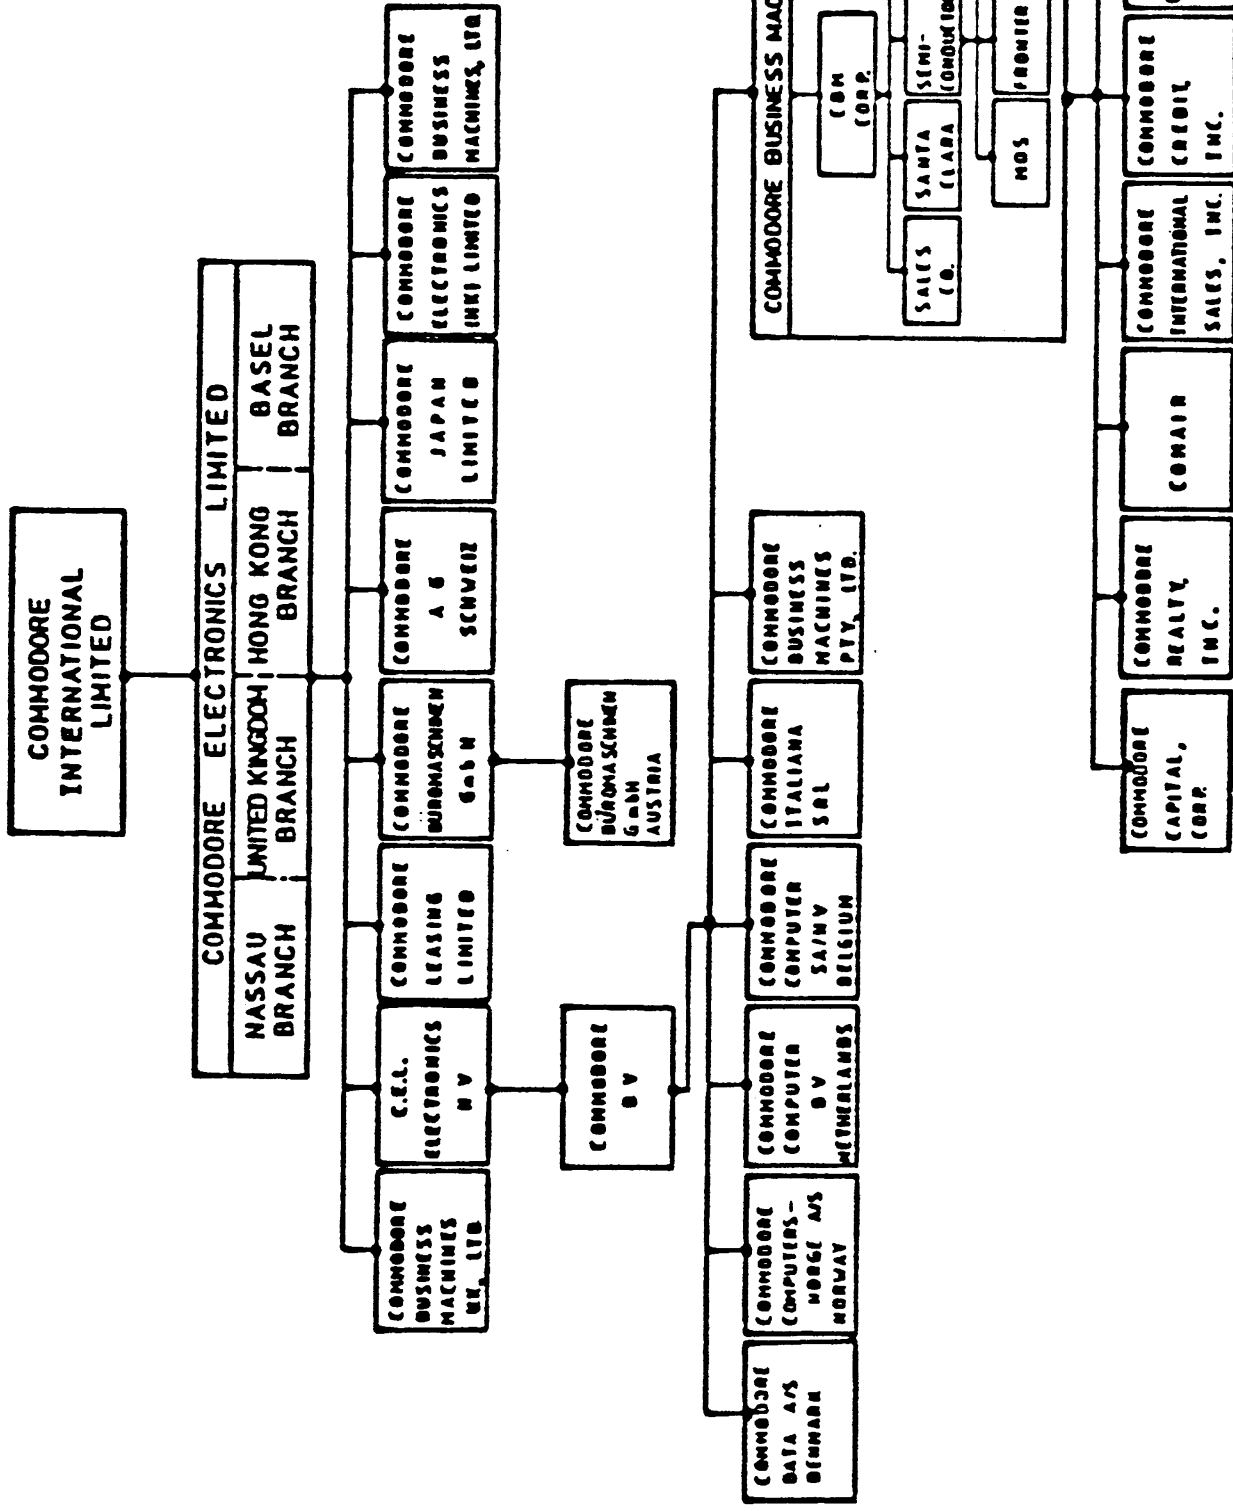 COMMODORE
INTERNATIONAL
LIMITED
COMMODORE ELECTRONICS LIMITED
NASSAU
BRANCH
UNITED KINGDOM
BRANCH
HONG KONG
BRANCH
BASEL
BRANCH
COMMODORE
BUSINESS
MACHINES
UK, LTD
C.E.L.
ELECTRONICS
N V
COMMODORE
LEASING
LIMITED
COMMODORE
BÜROMASCHINEN
GmbH
COMMODORE
A G
SCHWEIZ
COMMODORE
JAPAN
LIMITED
COMMODORE
ELECTRONICS
(HK) LIMITED
COMMODORE
BUSINESS
MACHINES, LTD
COMMODORE
B V
COMMODORE
BÜROMASCHINEN
GmbH
AUSTRIA
COMMODORE
DATA A/S
DENMARK
COMMODORE
COMPUTERS-
NORGE A/S
NORWAY
COMMODORE
COMPUTER
B V
NETHERLANDS
COMMODORE
COMPUTER
SA/NV
BELGIUM
COMMODORE
ITALIANA
SRL
COMMODORE
BUSINESS
MACHINES
PTY, LTD.
COMMODORE BUSINESS MAC
CBM
CORP.
SALES
CO.
SANTA
CLARA
SEMI-
CONDUCTOR
MOS
FRONTIER
COMMODORE
CAPITAL,
CORP.
COMMODORE
REALTY,
INC.
COMAIR
COMMODORE
INTERNATIONAL
SALES, INC.
COMMODORE
CREDIT,
INC.